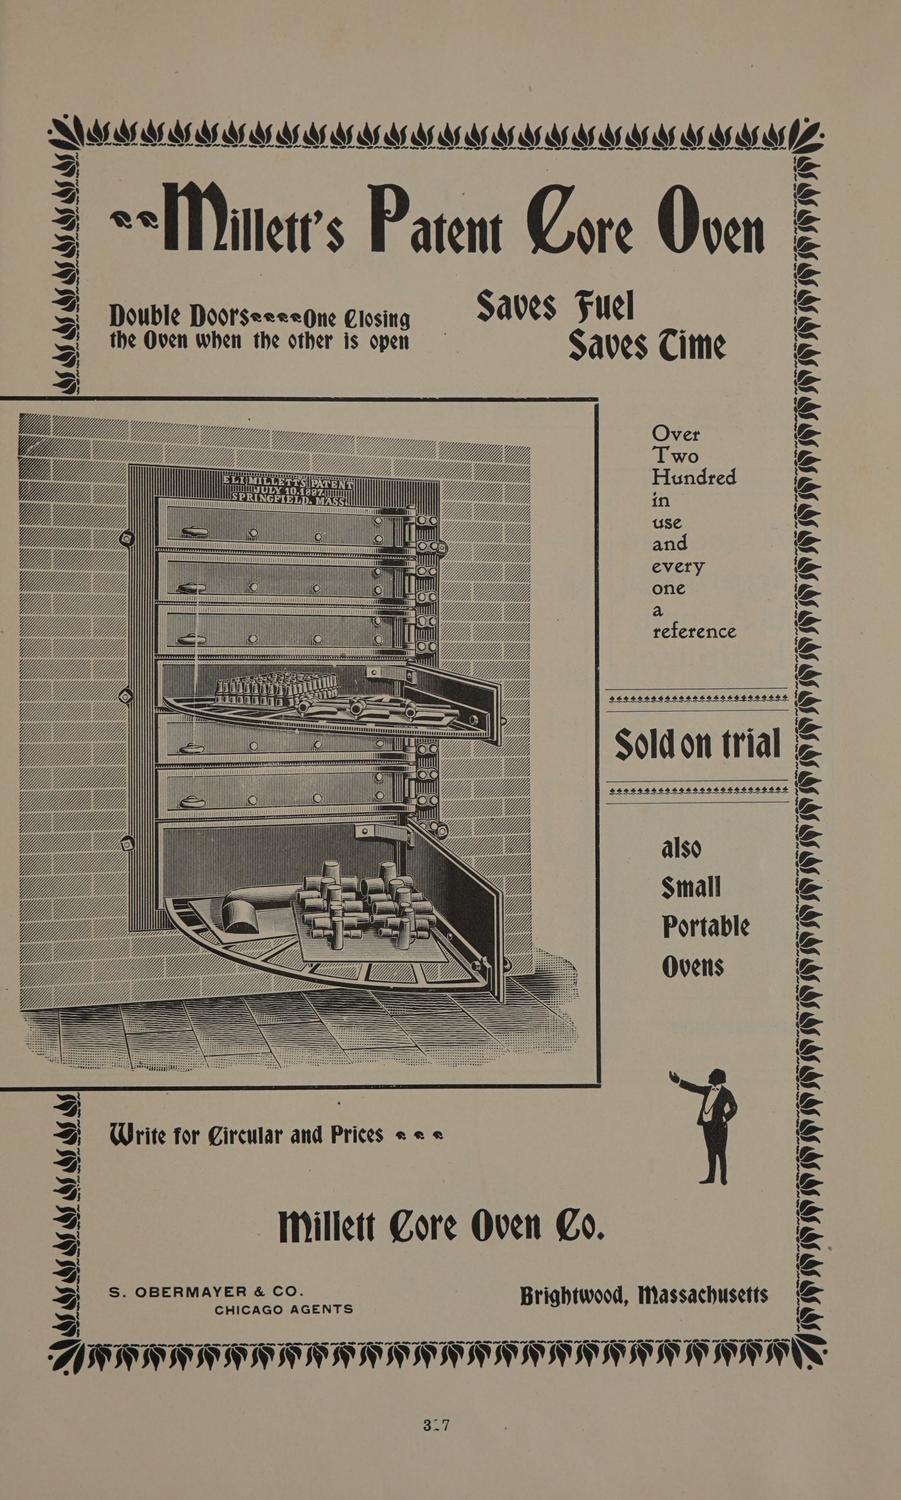 Millett's Patent Core Oven
Double Doors One Closing
the Oven when the other is open
Saves Fuel
Saves Time
ELI MILLETT'S PATENT
JULY 10. 1887.
SPRINGFIELD, MASS.
Over
Two
Hundred
in
use
and
every
one
a
reference
Sold on trial
also
Small
Portable
Ovens
Write for Circular and Prices
Millett Core Oven Co.
S. OBERMAYER & CO.
CHICAGO AGENTS
Brightwood, Massachusetts